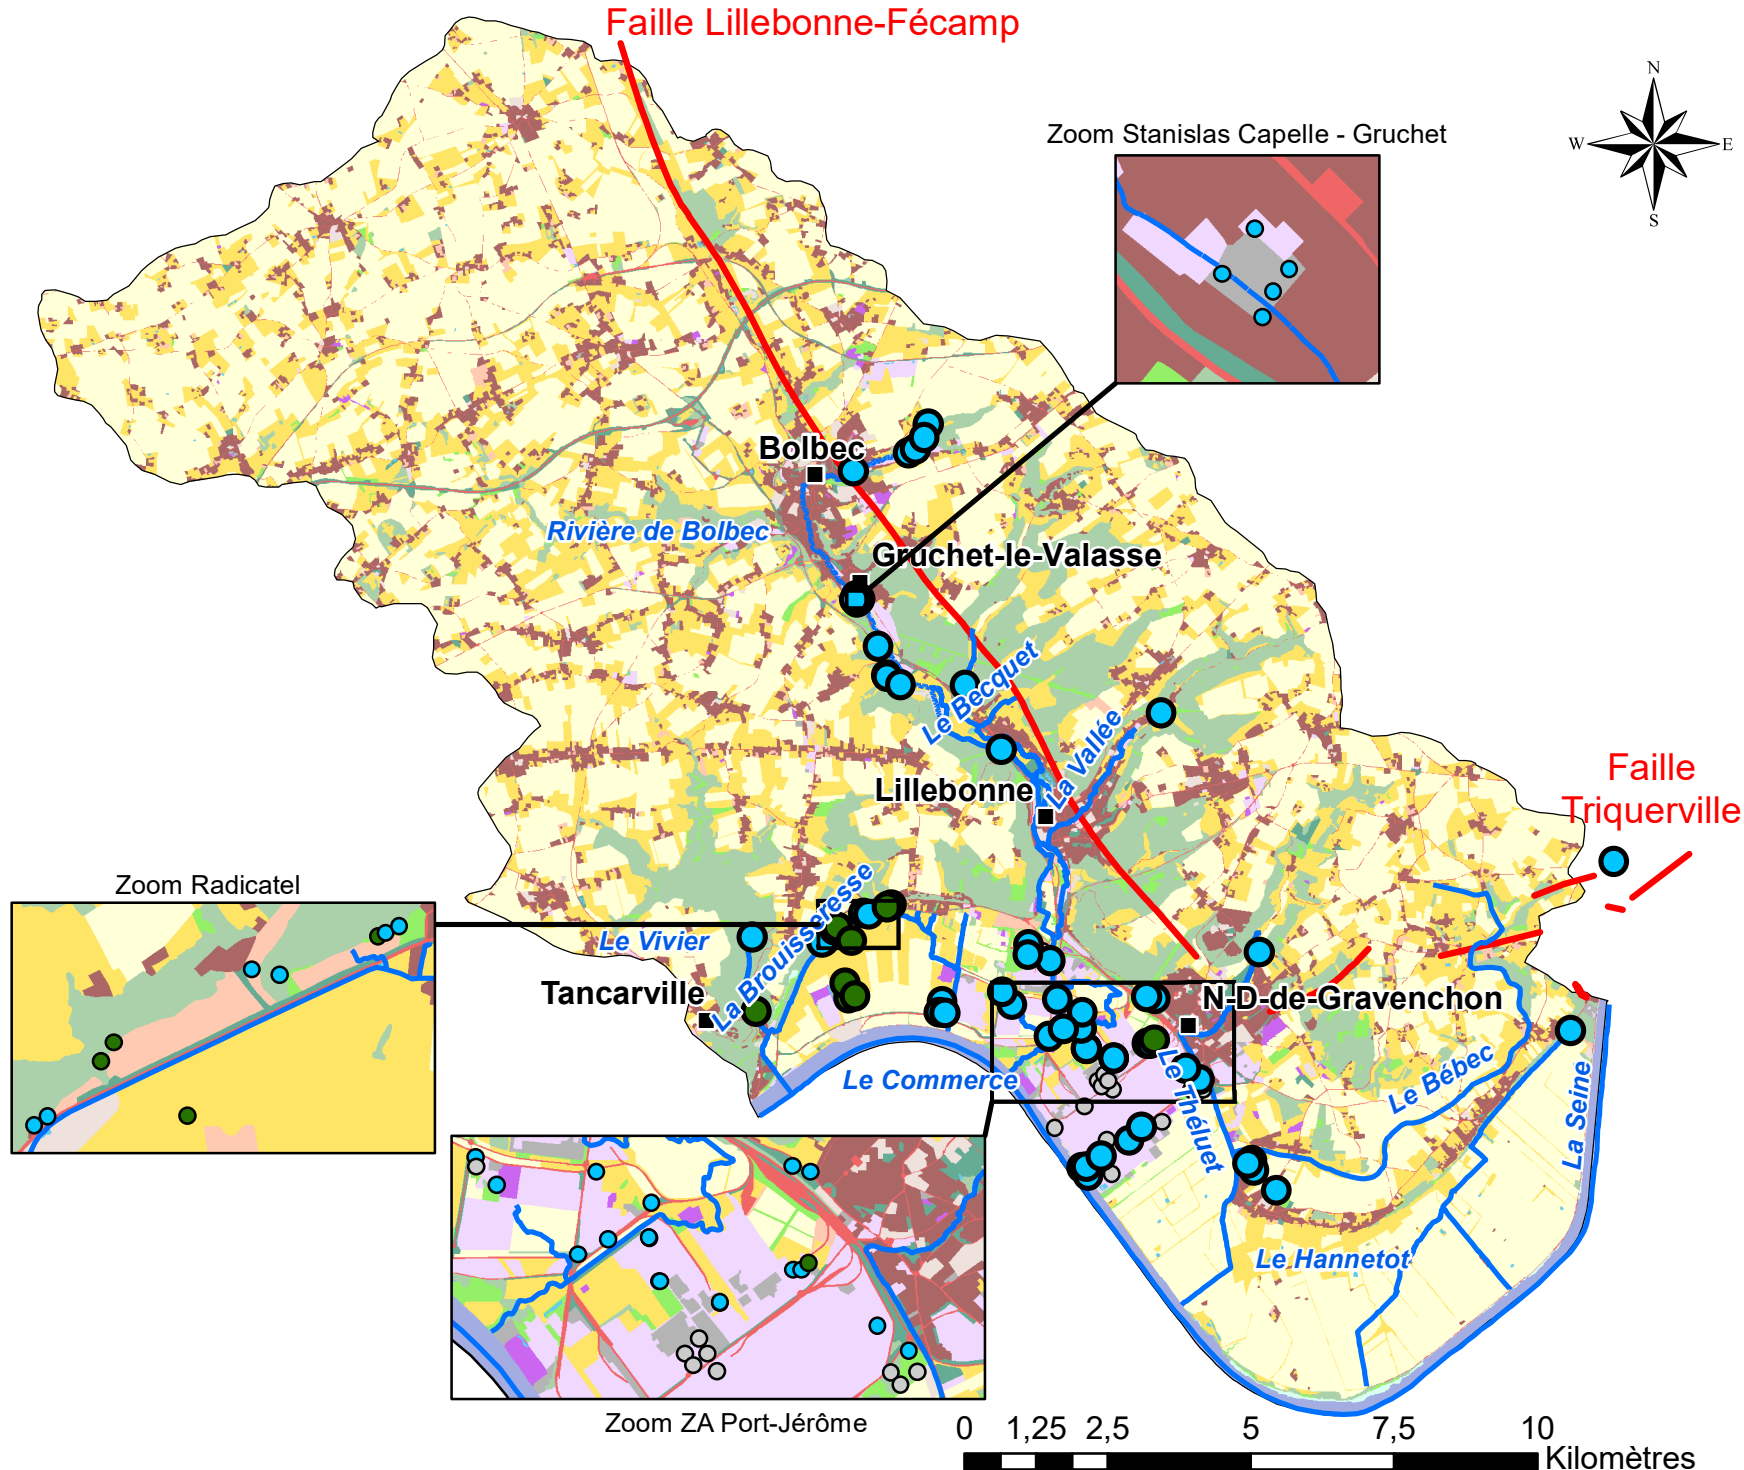 Faille Lillebonne-Fécamp
N
W
E
S
Zoom Stanislas Capelle - Gruchet
Bolbec
Rivière de Bolbec
Gruchet-le-Valasse
Le Becquet
La Vallée
Lillebonne
Faille
Triquerville
Zoom Radicatel
La Brouisseresse
Le Vivier
Tancarville
N-D-de-Gravenchon
Le Commerce
Le Théluet
Le Bébec
La Seine
Le Hannetot
Zoom ZA Port-Jérôme
0 1,25 2,5 5 7,5 10
Kilomètres